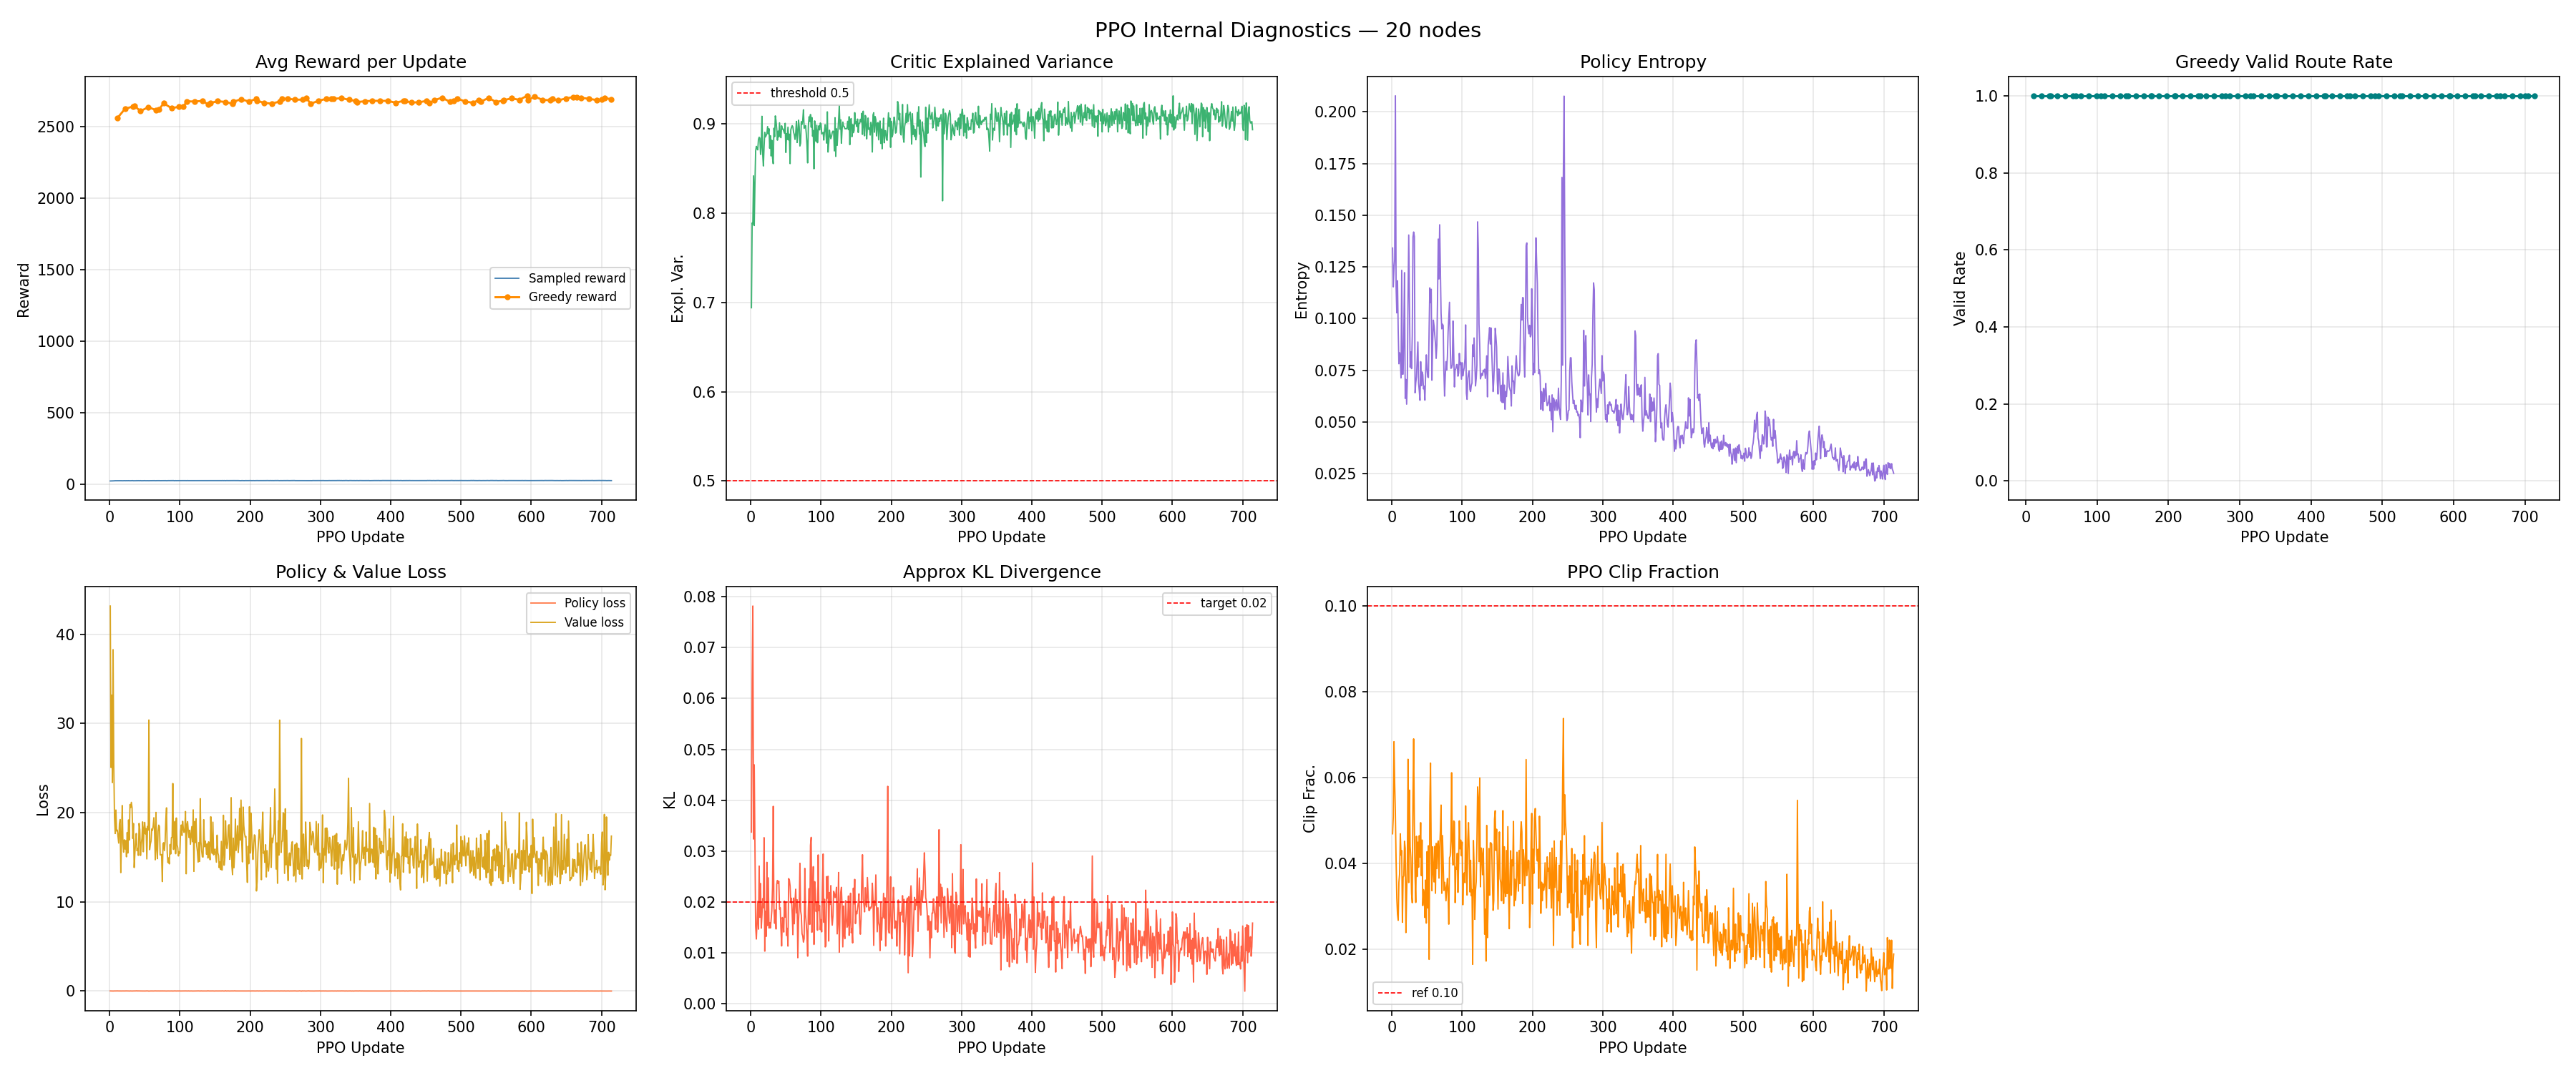 PPO Internal Diagnostics — 20 nodes
Avg Reward per Update
Reward
2500
2000
1500
1000
500
0
Sampled reward
Greedy reward
0 100 200 300 400 500 600 700
PPO Update
Critic Explained Variance
Expl. Var.
threshold 0.5
0.9
0.8
0.7
0.6
0.5
0 100 200 300 400 500 600 700
PPO Update
Policy Entropy
Entropy
0.200
0.175
0.150
0.125
0.100
0.075
0.050
0.025
0 100 200 300 400 500 600 700
PPO Update
Greedy Valid Route Rate
Valid Rate
1.0
0.8
0.6
0.4
0.2
0.0
0 100 200 300 400 500 600 700
PPO Update
Policy & Value Loss
Loss
Policy loss
Value loss
40
30
20
10
0
0 100 200 300 400 500 600 700
PPO Update
Approx KL Divergence
KL
target 0.02
0.08
0.07
0.06
0.05
0.04
0.03
0.02
0.01
0.00
0 100 200 300 400 500 600 700
PPO Update
PPO Clip Fraction
Clip Frac.
0.10
0.08
0.06
0.04
0.02
ref 0.10
0 100 200 300 400 500 600 700
PPO Update